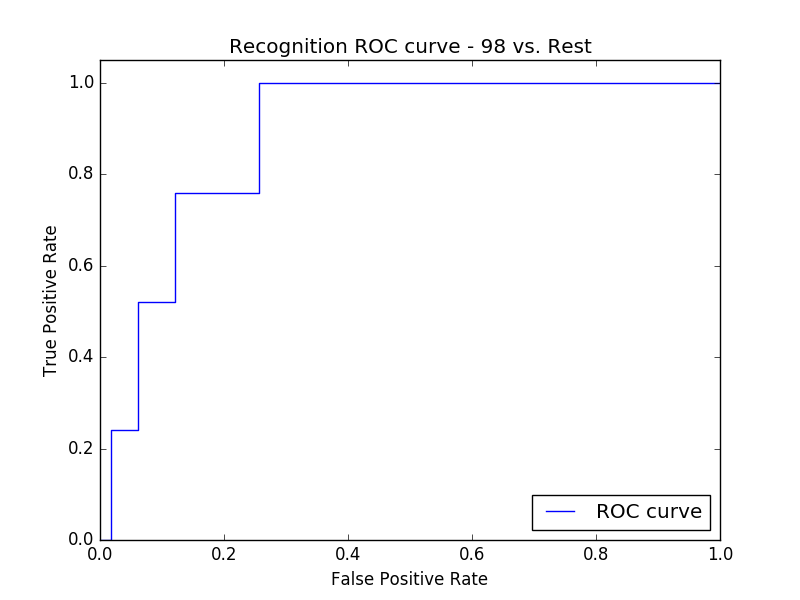 Recognition ROC curve - 98 vs. Rest
1.0
0.8
0.6
0.4
0.2
0.0
True Positive Rate
0.0 0.2 0.4 0.6 0.8 1.0
False Positive Rate
ROC curve